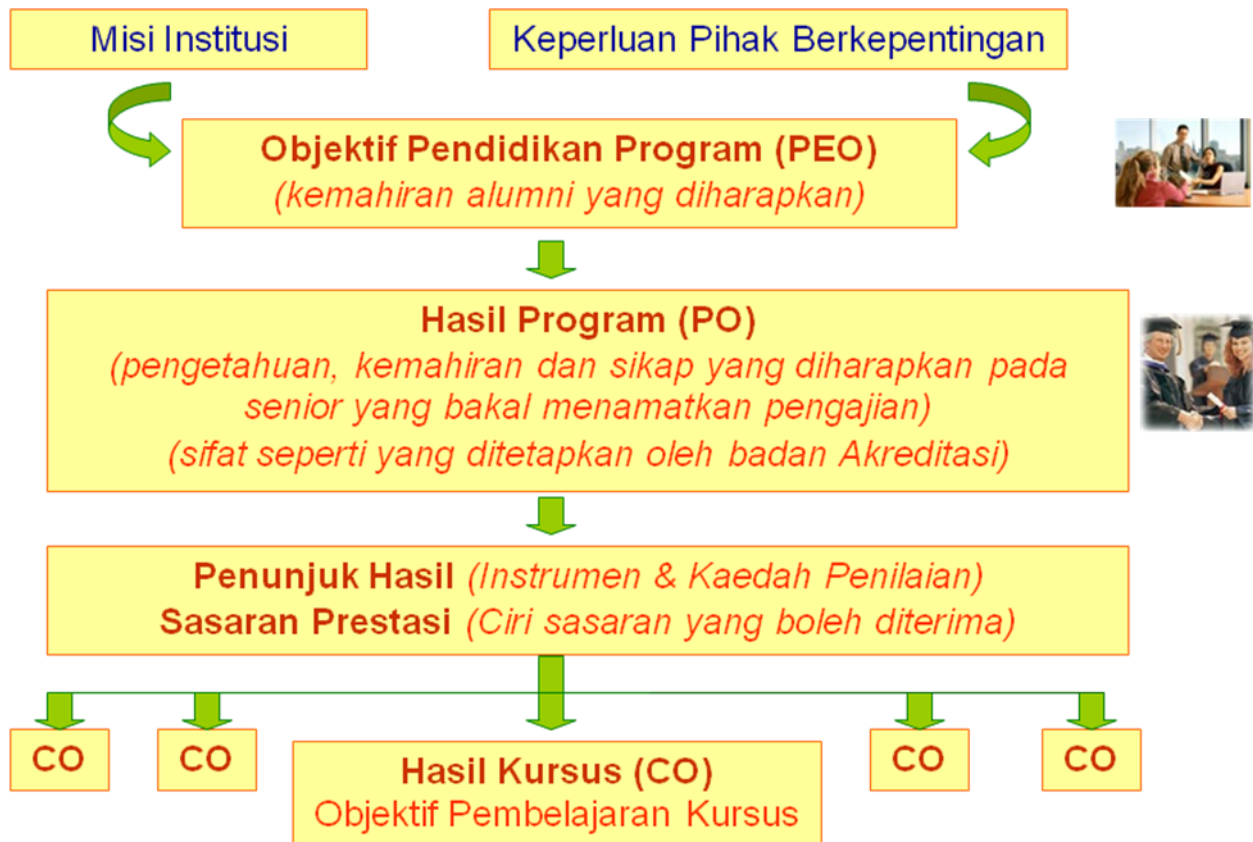 Misi Institusi
Keperluan Pihak Berkepentingan
Objektif Pendidikan Program (PEO)
(kemahiran alumni yang diharapkan)
Hasil Program (PO)
(pengetahuan, kemahiran dan sikap yang diharapkan pada
senior yang bakal menamatkan pengajian)
(sifat seperti yang ditetapkan oleh badan Akreditasi)
Penunjuk Hasil (Instrumen & Kaedah Penilaian)
Sasaran Prestasi (Ciri sasaran yang boleh diterima)
CO
CO
Hasil Kursus (CO)
Objektif Pembelajaran Kursus
CO
CO